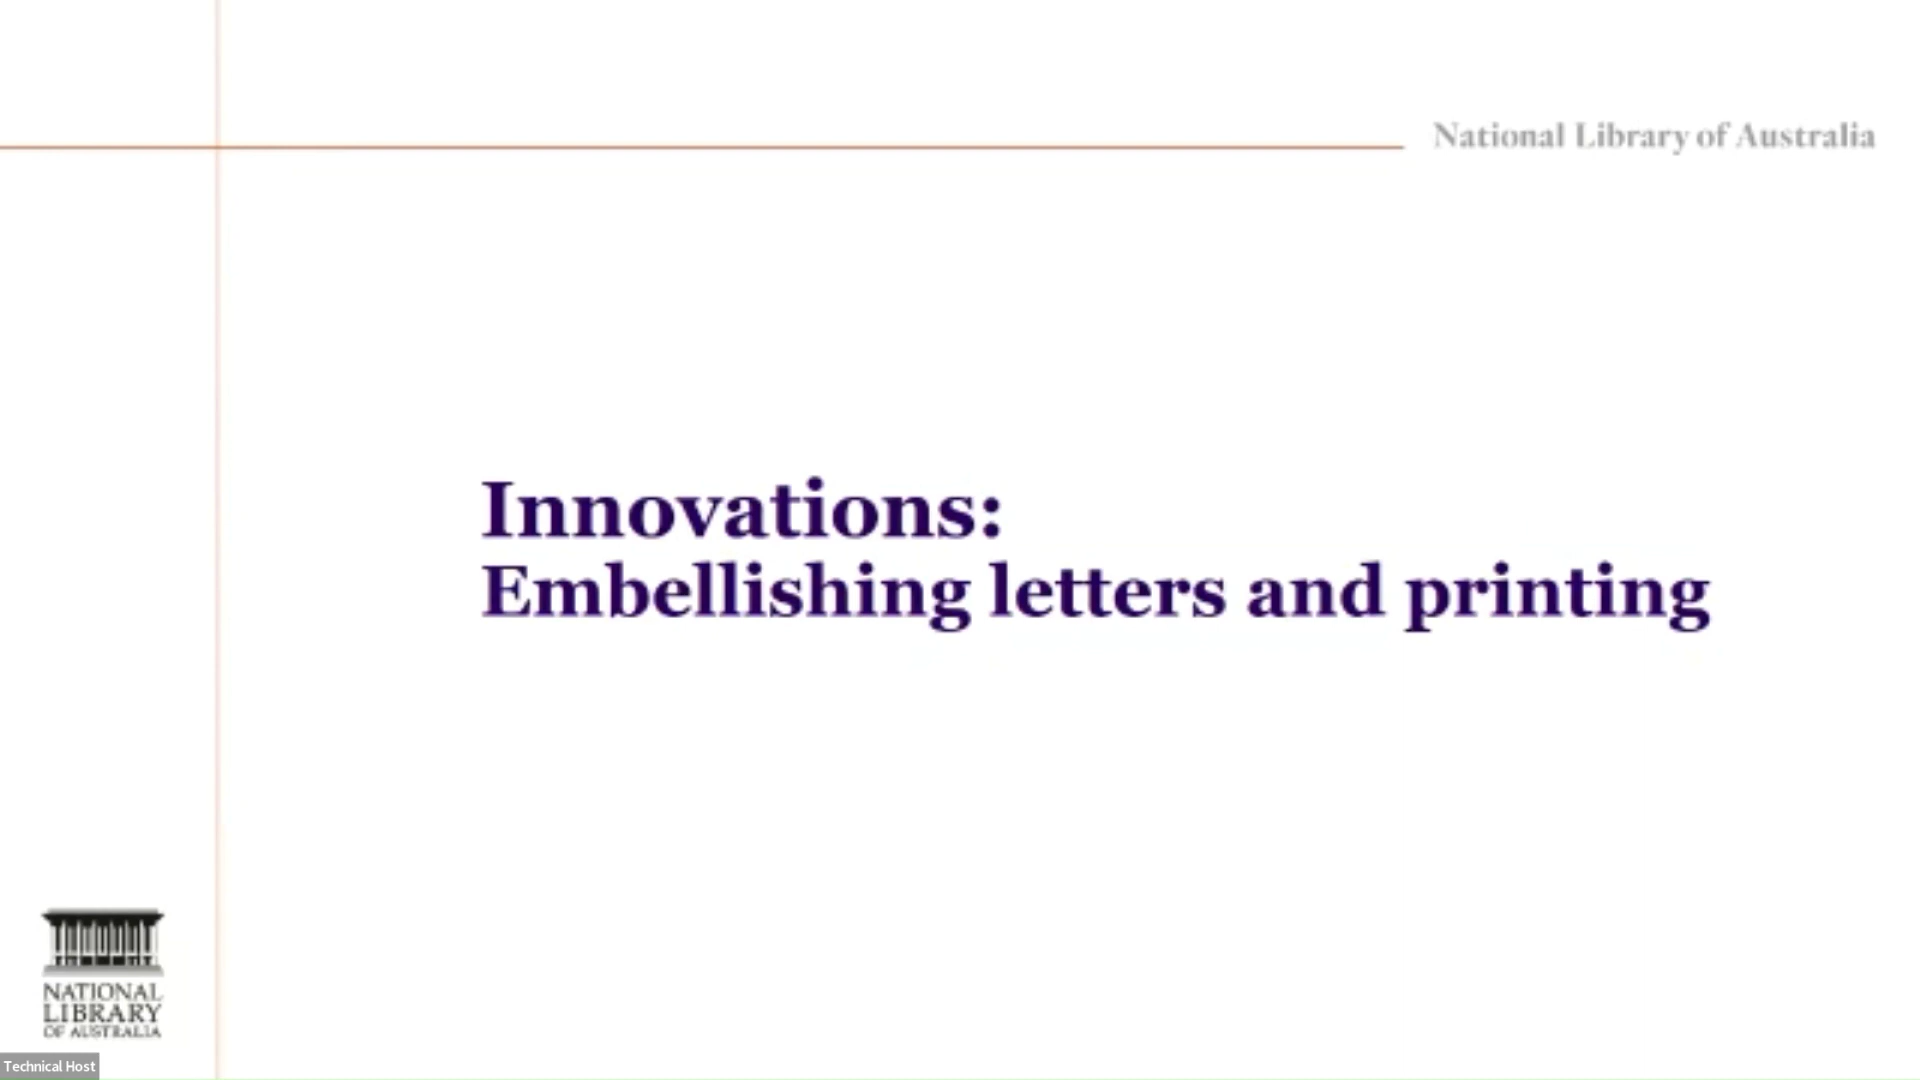 National Library of Australia
Innovations:
Embellishing letters and printing
NATIONAL
LIBRARY
OF AUSTRALIA
Technical Host